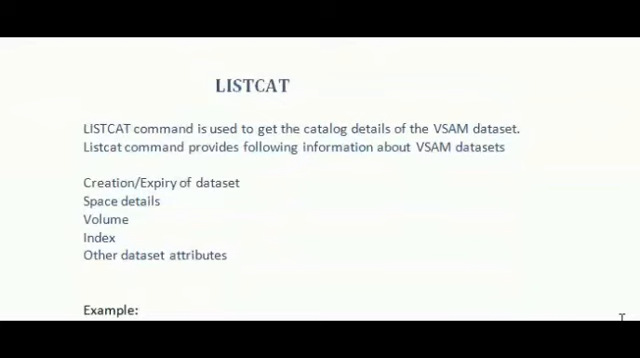 LISTCAT
LISTCAT command is used to get the catalog details of the VSAM dataset.
Listcat command provides following information about VSAM datasets
Creation/Expiry of dataset
Space details
Volume
Index
Other dataset attributes
Example: